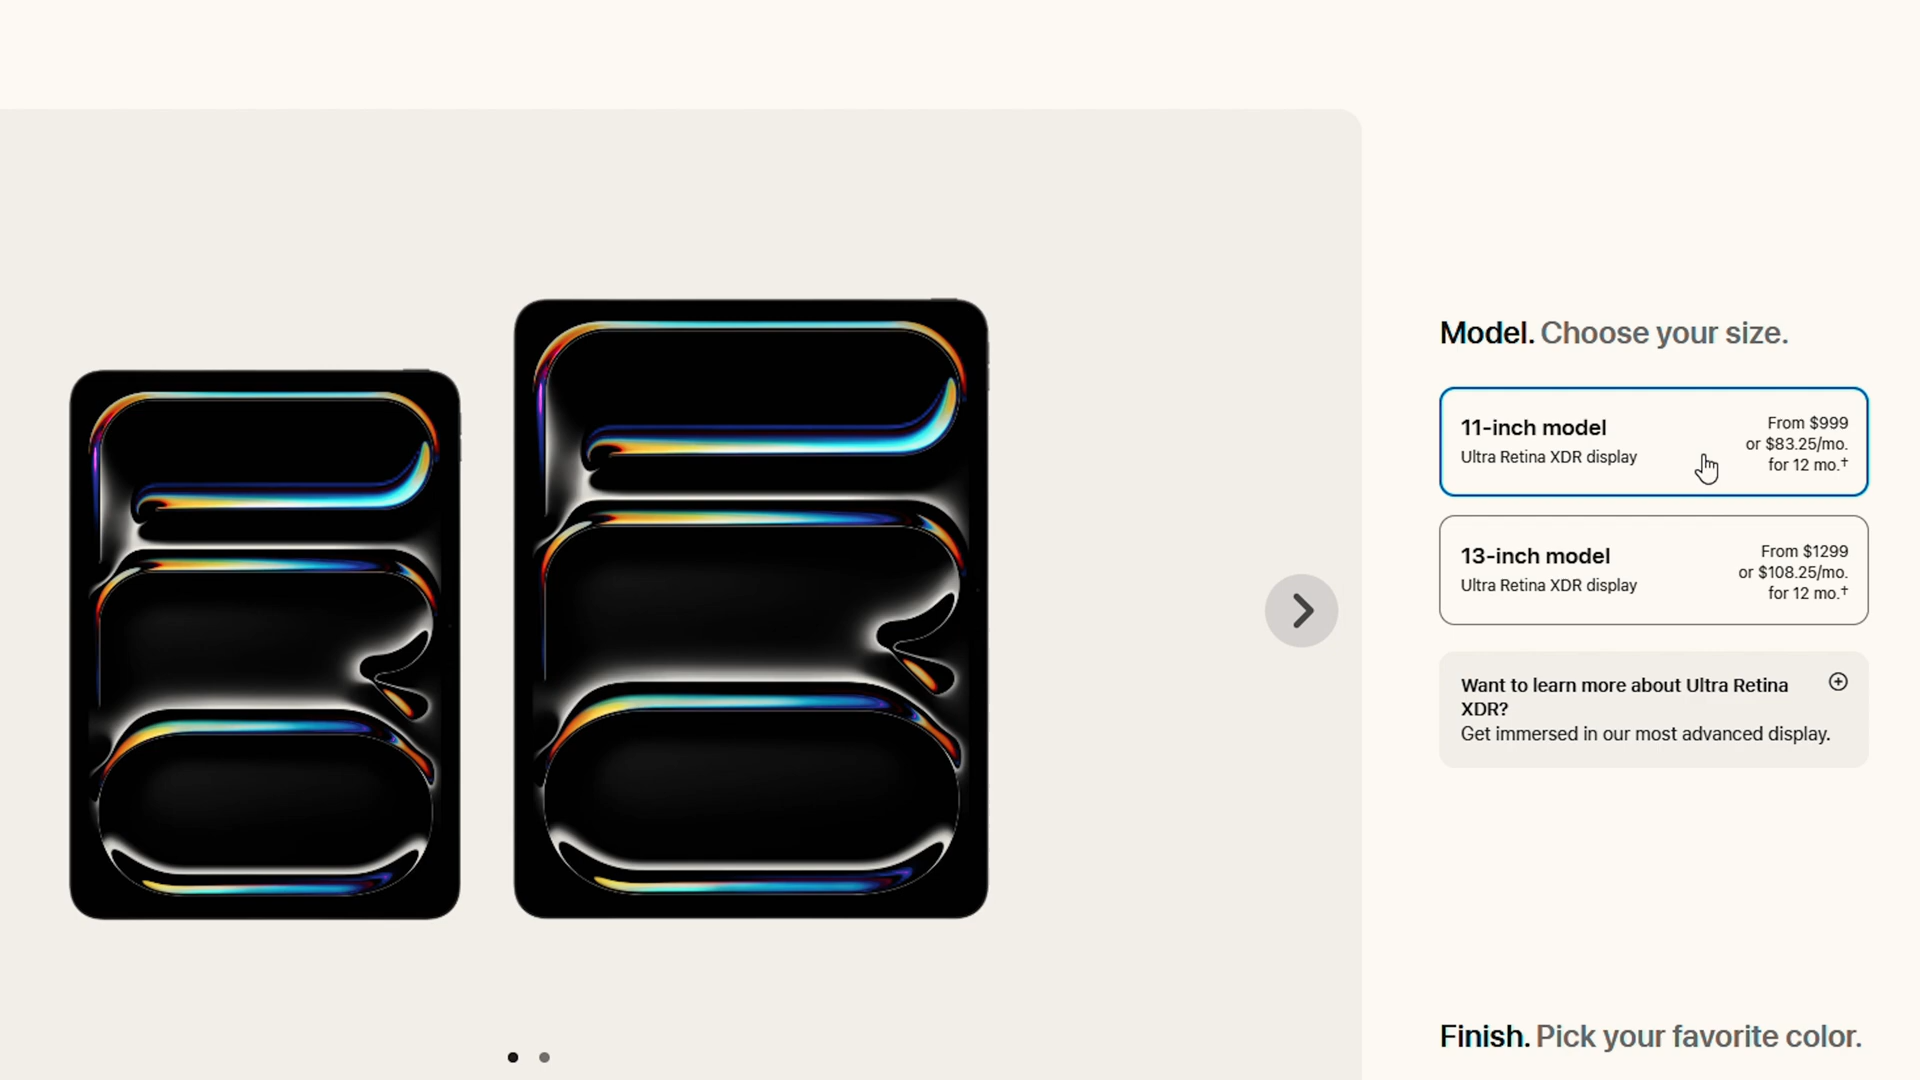 Model. Choose your size.
11-inch model
Ultra Retina XDR display
From $999
or $83.25/mo.
for 12 mo.†
13-inch model
Ultra Retina XDR display
From $1299
or $108.25/mo.
for 12 mo.†
Want to learn more about Ultra Retina
XDR?
Get immersed in our most advanced display.
Finish. Pick your favorite color.